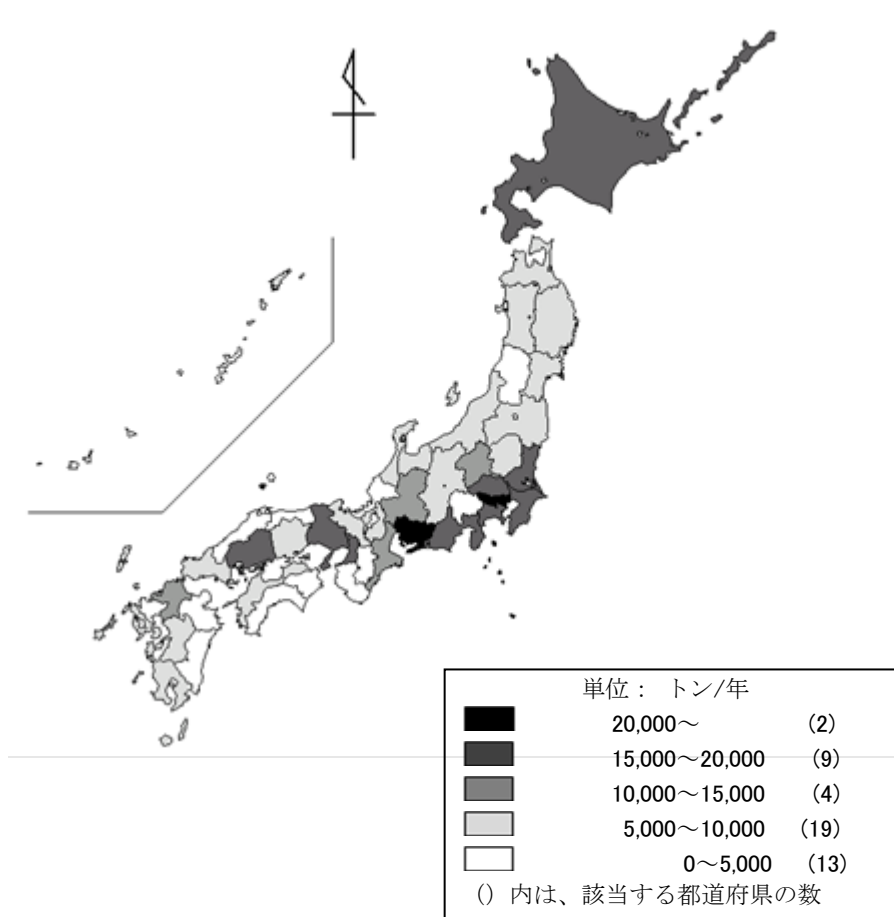 単位： トン/年
20,000～ (2)
15,000～20,000 (9)
10,000～15,000 (4)
5,000～10,000 (19)
0～5,000 (13)
() 内は、該当する都道府県の数